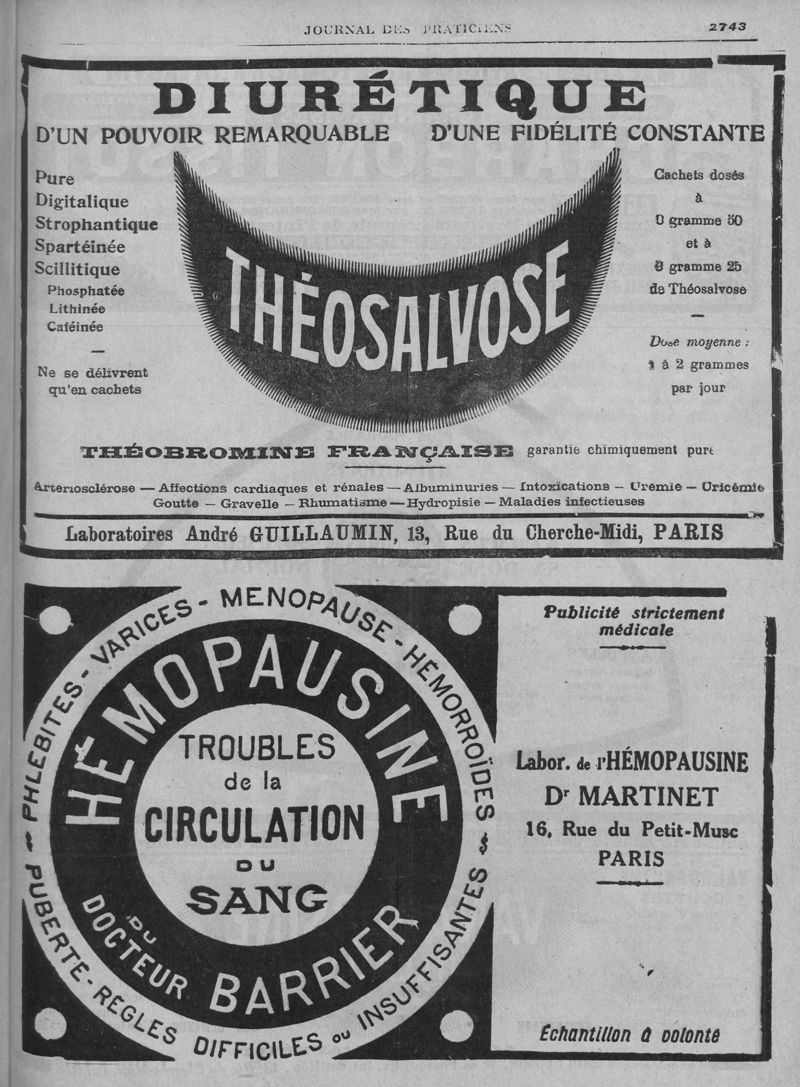 JOURNAL DES PRATICIENS
2743
DIURÉTIQUE
D'UN POUVOIR REMARQUABLE D'UNE FIDÉLITÉ CONSTANTE
Pure
Digitalique
Strophantique
Spartéinée
Scillitique
Phosphatée
Lithinée
Caféinée
Ne se délivrent
qu'en cachets
THÉOSALVOSE
Cachets dosés
à
0 gramme 50
et à
0 gramme 25
de Théosalvose
Dose moyenne :
1 à 2 grammes
par jour
THÉOBROMINE FRANÇAISE garantie chimiquement pure
Artériosclérose — Affections cardiaques et rénales — Albuminuries — Intoxications — Urémie — Uricémie
Goutte — Gravelle — Rhumatisme — Hydropisie — Maladies infectieuses
Laboratoires André GUILLAUMIN, 13, Rue du Cherche-Midi, PARIS
PHLEBITES - VARICES - MENOPAUSE - HÉMORROÏDES
HÉMOPAUSINE
TROUBLES
de la
CIRCULATION
DU
SANG
DU
DOCTEUR BARRIER
PUBERTE - REGLES DIFFICILES ou INSUFFISANTES
Publicité strictement
médicale
Labor. de l'HÉMOPAUSINE
Dr MARTINET
16, Rue du Petit-Musc
PARIS
Échantillon à volonté